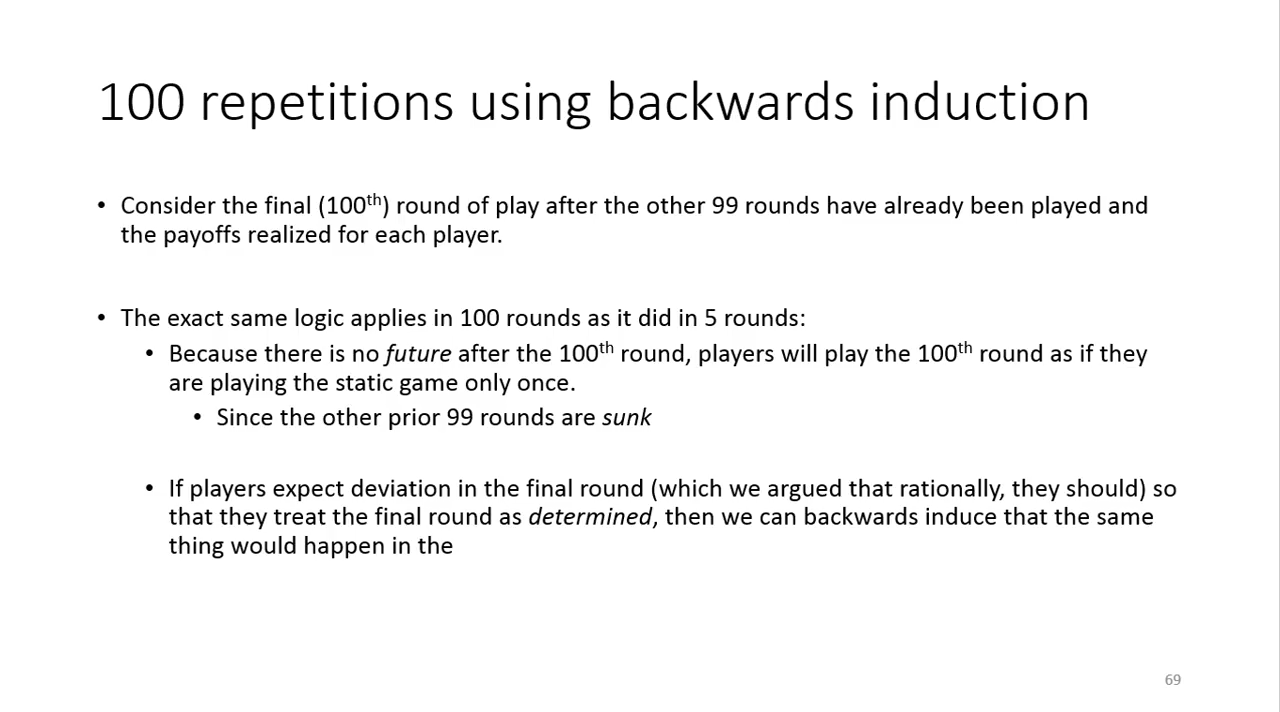 100 repetitions using backwards induction
• Consider the final (100th) round of play after the other 99 rounds have already been played and
the payoffs realized for each player.
• The exact same logic applies in 100 rounds as it did in 5 rounds:
• Because there is no future after the 100th round, players will play the 100th round as if they
are playing the static game only once.
• Since the other prior 99 rounds are sunk
• If players expect deviation in the final round (which we argued that rationally, they should) so
that they treat the final round as determined, then we can backwards induce that the same
thing would happen in the
69